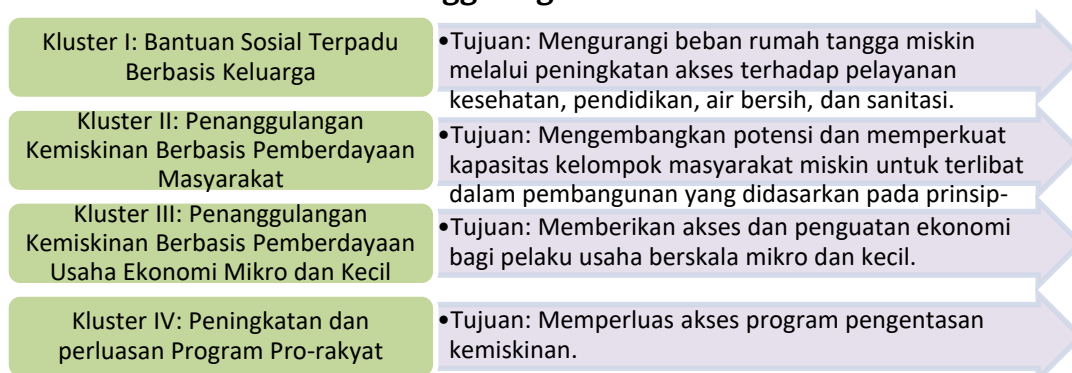 Kluster I: Bantuan Sosial Terpadu
Berbasis Keluarga
•Tujuan: Mengurangi beban rumah tangga miskin
melalui peningkatan akses terhadap pelayanan
kesehatan, pendidikan, air bersih, dan sanitasi.
Kluster II: Penanggulangan
Kemiskinan Berbasis Pemberdayaan
Masyarakat
•Tujuan: Mengembangkan potensi dan memperkuat
kapasitas kelompok masyarakat miskin untuk terlibat
dalam pembangunan yang didasarkan pada prinsip-
Kluster III: Penanggulangan
Kemiskinan Berbasis Pemberdayaan
Usaha Ekonomi Mikro dan Kecil
•Tujuan: Memberikan akses dan penguatan ekonomi
bagi pelaku usaha berskala mikro dan kecil.
Kluster IV: Peningkatan dan
perluasan Program Pro-rakyat
•Tujuan: Memperluas akses program pengentasan
kemiskinan.